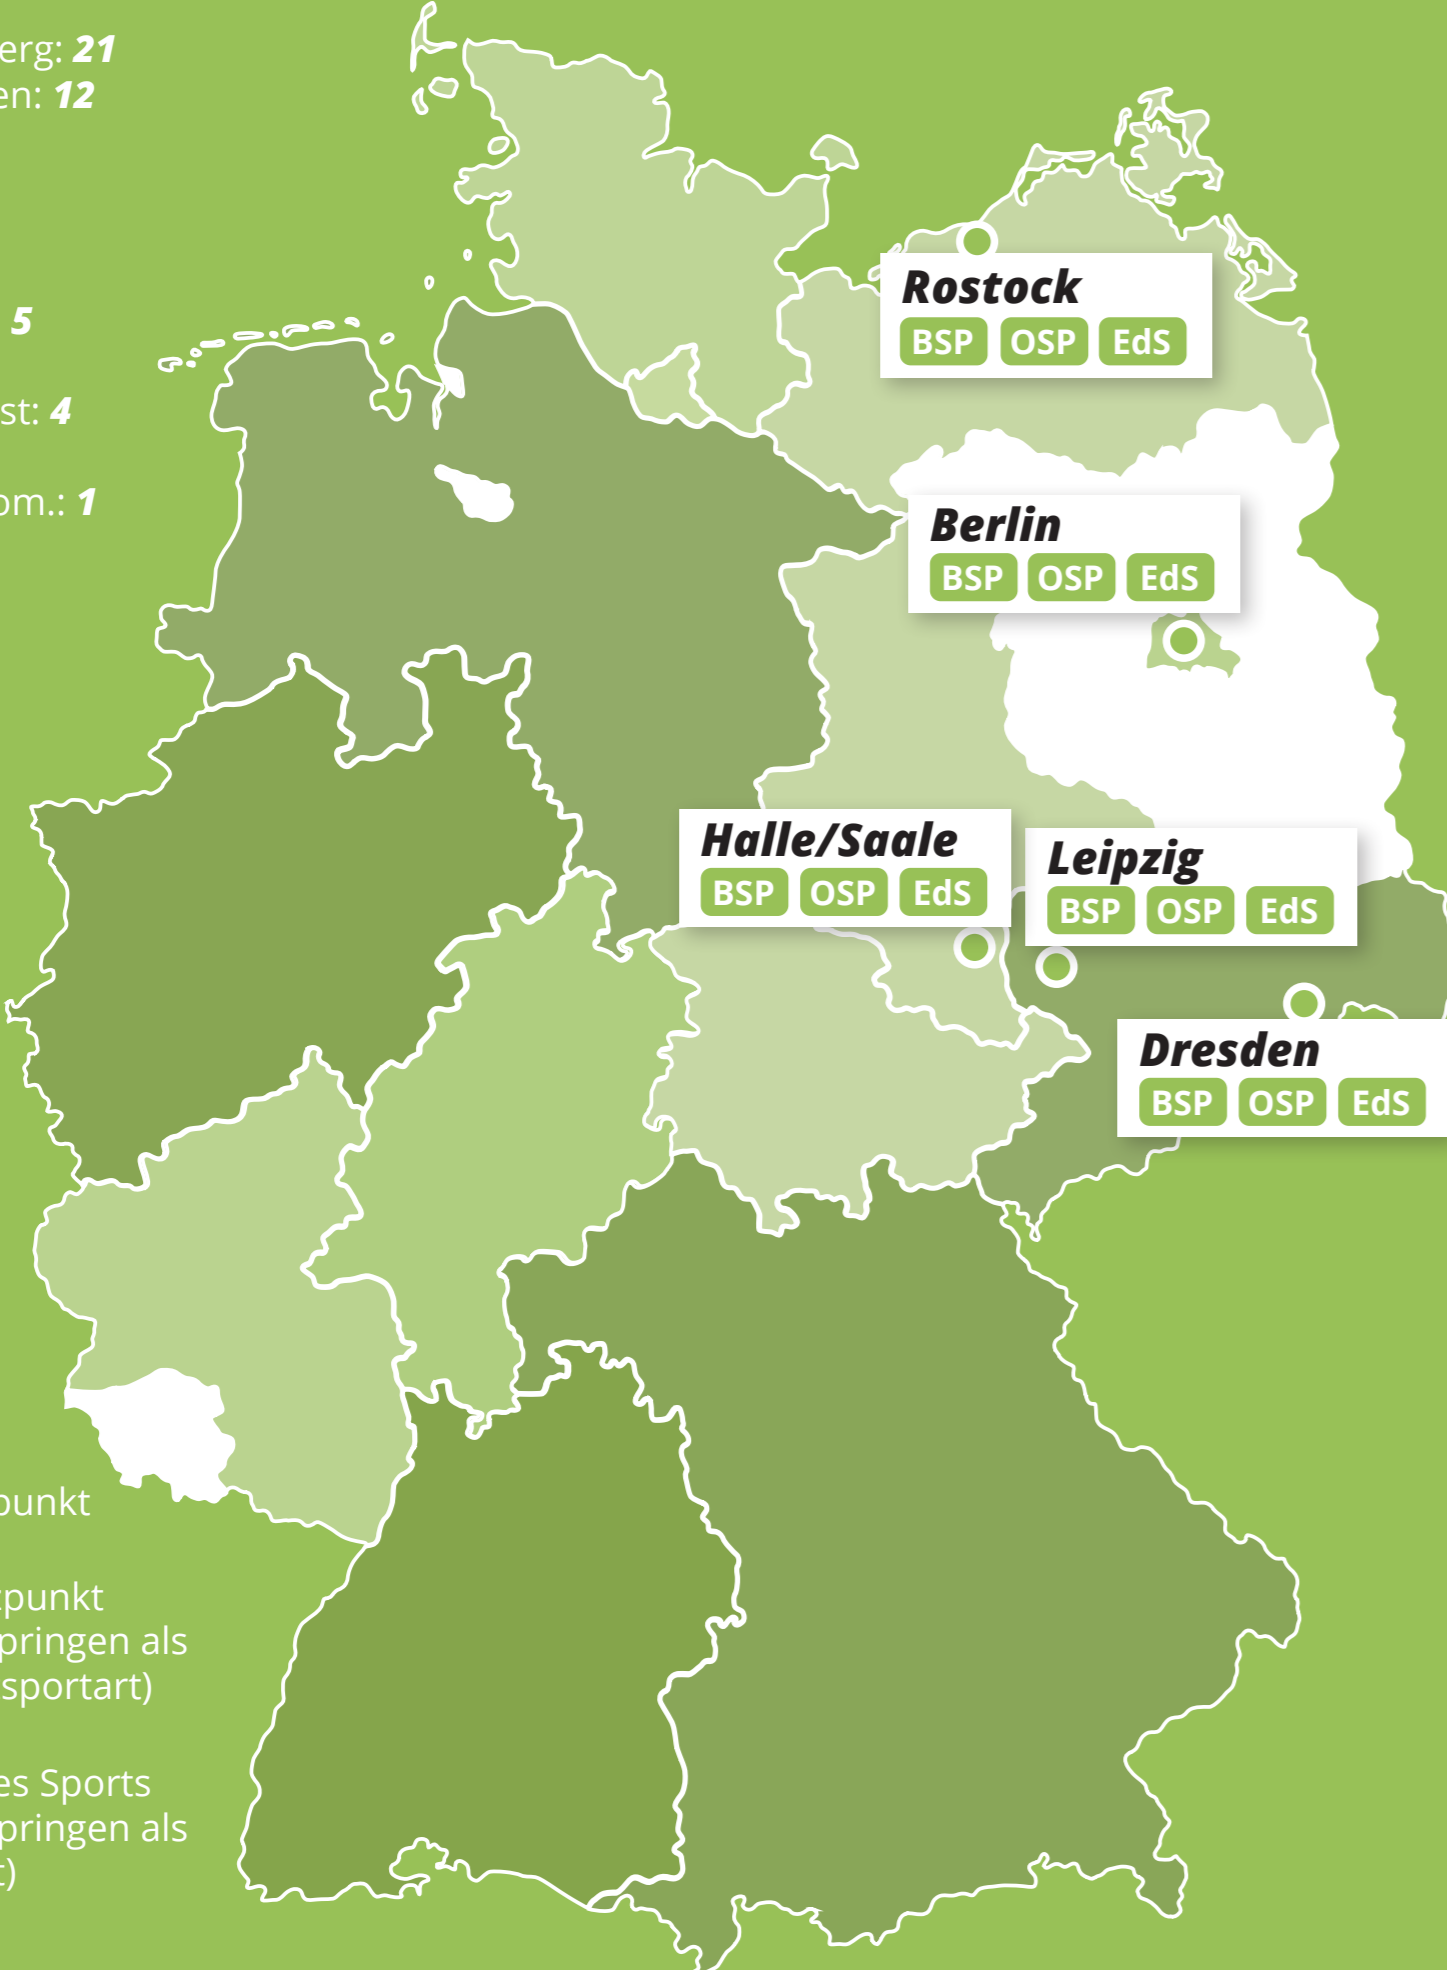 erg: 21
en: 12
5
st: 4
om.: 1
Rostock
BSP OSP EdS
Berlin
BSP OSP EdS
Halle/Saale
BSP OSP EdS
Leipzig
BSP OSP EdS
Dresden
BSP OSP EdS
punkt
punkt
pringen als
sportart)
es Sports
pringen als
t)